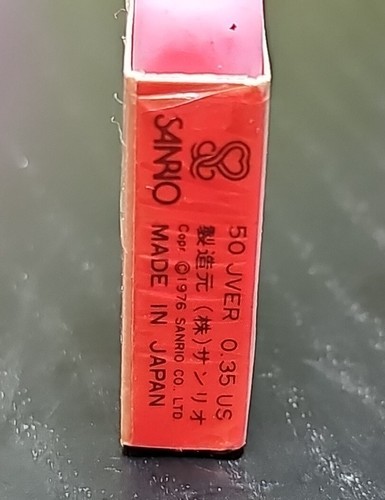 SANRIO
50 JVER 0.35 US
製造元 (株)サンリオ
Copr ©1976 SANRIO CO., LTD
MADE IN JAPAN